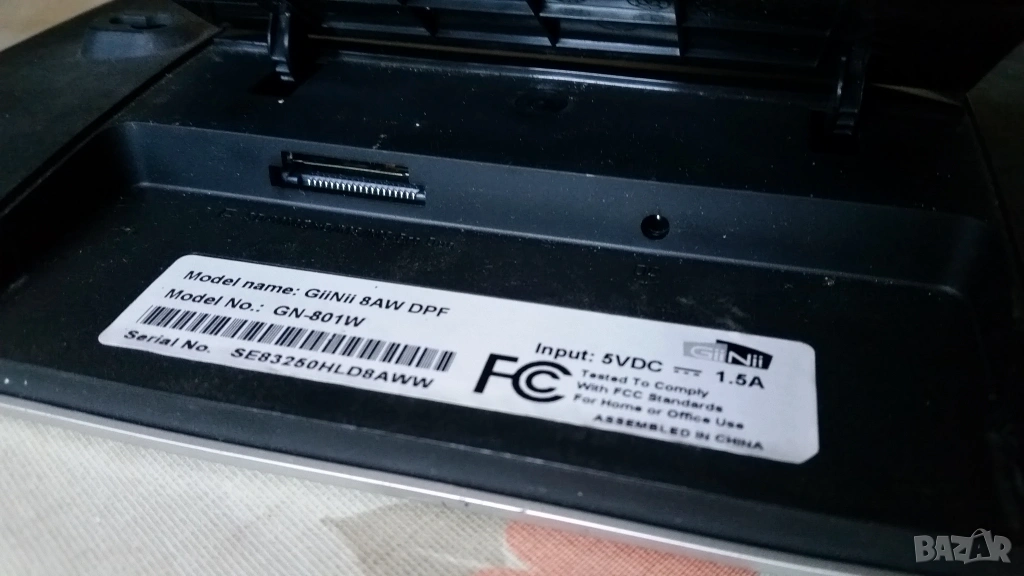 Model name: GiiNii 8AW DPF
Model No.: GN-801W
Serial No. SE83250HLD8AWW
GiiNii
Input: 5VDC ⎓ 1.5A
FC
Tested To Comply
With FCC Standards
For Home or Office Use
ASSEMBLED IN CHINA
BAZAR